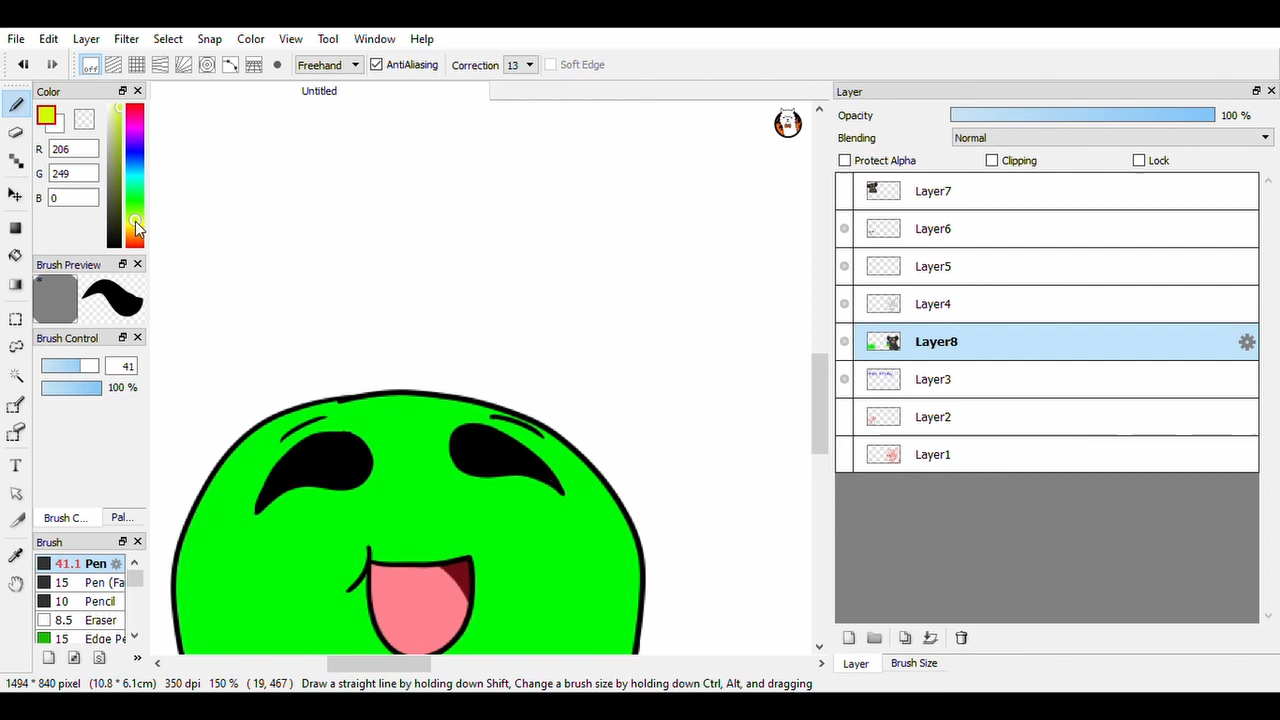 File Edit Layer Filter Select Snap Color View Tool Window Help
off Freehand AntiAliasing Correction 13 Soft Edge
Color Untitled Layer
Opacity 100 %
Blending Normal
R 206 Protect Alpha Clipping Lock
G 249
B 0
Layer7
Layer6
Brush Preview Layer5
Layer4
Brush Control Layer8
41
100 % Layer3
Layer2
Layer1
Brush C... Pal...
Brush
41.1 Pen
15 Pen (Fa
10 Pencil
8.5 Eraser
15 Edge Pe
Layer Brush Size
1494 * 840 pixel (10.8 * 6.1cm) 350 dpi 150 % ( 19, 467 ) Draw a straight line by holding down Shift, Change a brush size by holding down Ctrl, Alt, and dragging